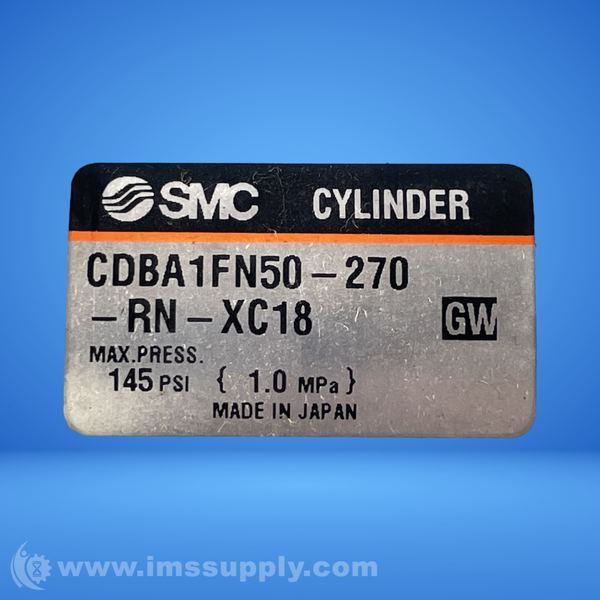 SMC CYLINDER
CDBA1FN50-270
-RN-XC18 GW
MAX.PRESS.
145 PSI { 1.0 MPa }
MADE IN JAPAN
www.imssupply.com